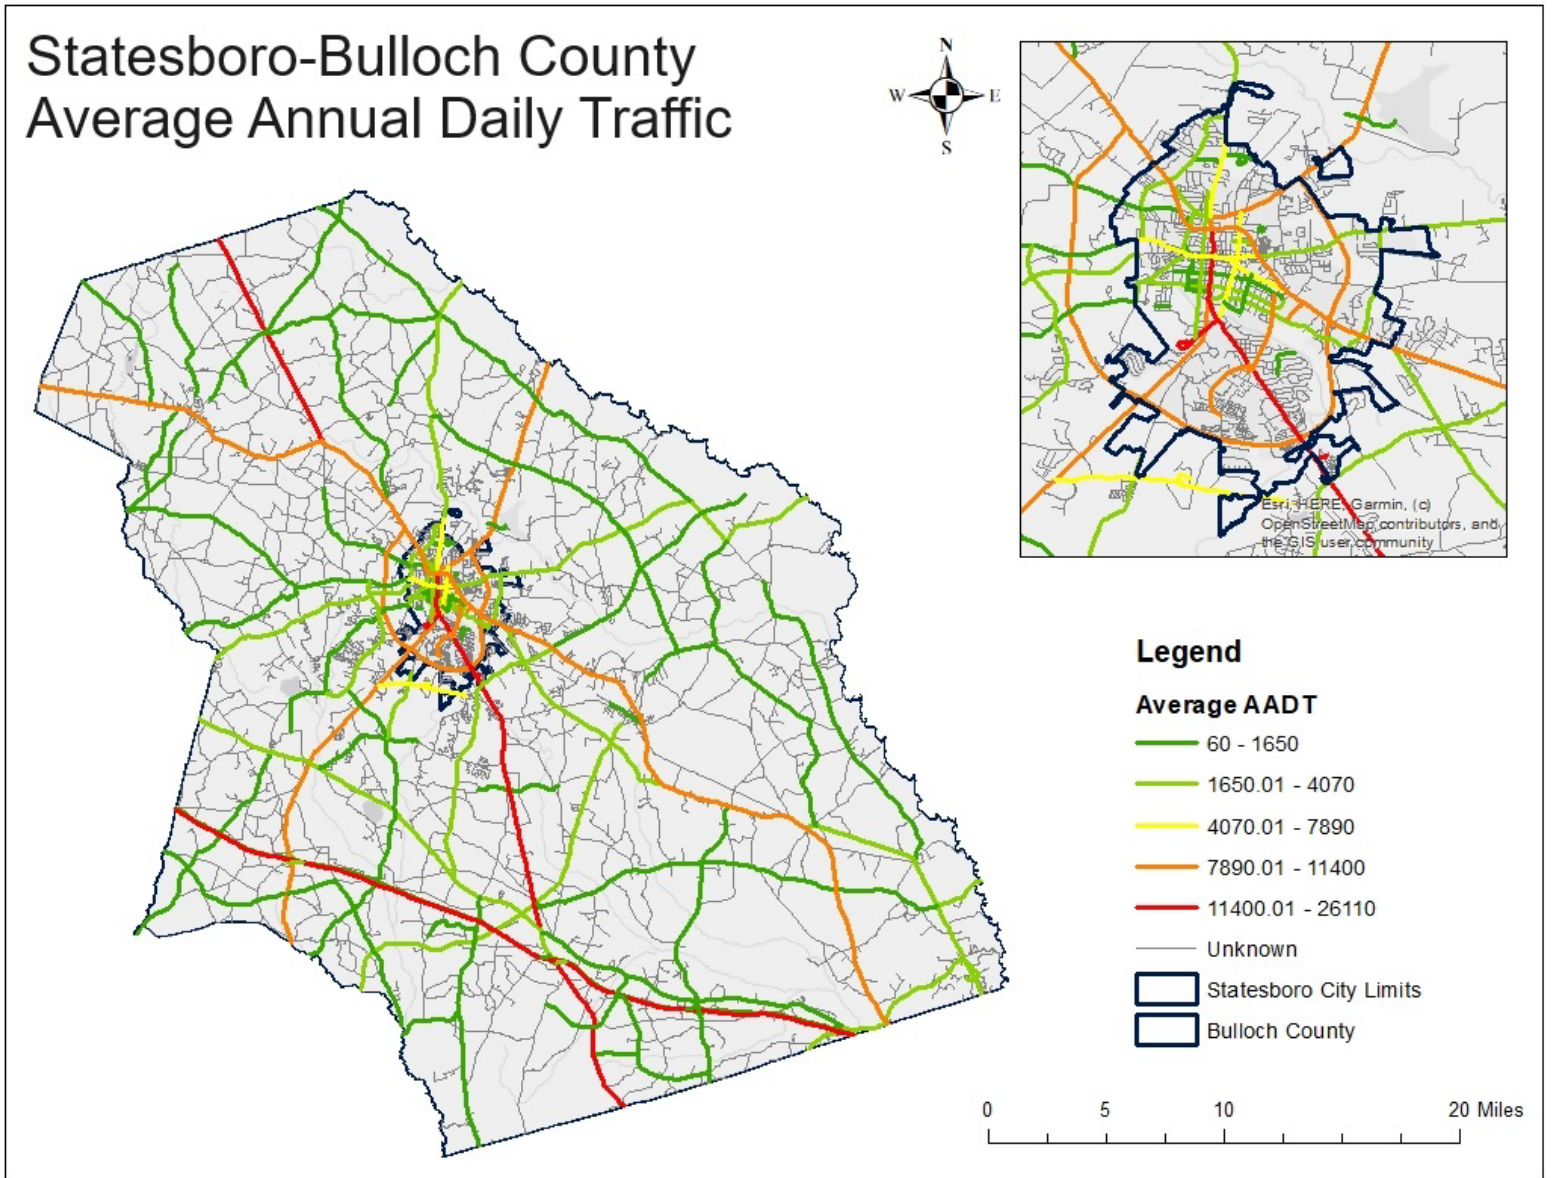 Statesboro-Bulloch County
Average Annual Daily Traffic
N
W
E
S
Esri, HERE, Garmin, (c)
OpenStreetMap contributors, and
the GIS user community
Legend
Average AADT
60 - 1650
1650.01 - 4070
4070.01 - 7890
7890.01 - 11400
11400.01 - 26110
Unknown
Statesboro City Limits
Bulloch County
0 5 10 20 Miles